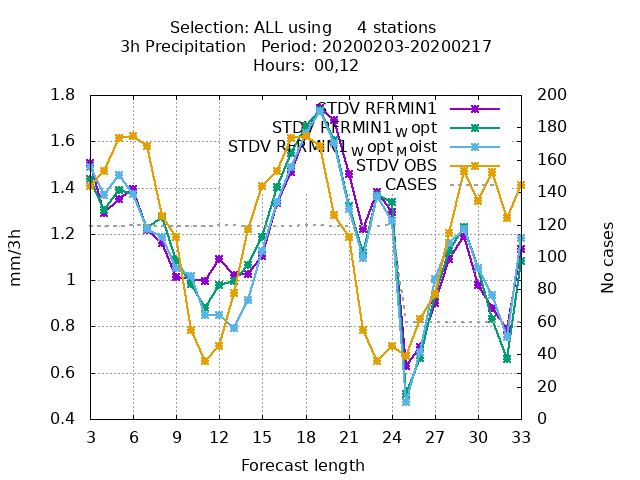 Selection: ALL using     4 stations
3h Precipitation   Period: 20200203-20200217
Hours:  00,12
mm/3h
1.8
1.6
1.4
1.2
1
0.8
0.6
0.4
STDV RFRMIN1
STDV RFRMIN1 W opt
STDV RFRMIN1 W opt M oist
STDV OBS
CASES
200
180
160
140
120
100
80
60
40
20
0
No cases
3 6 9 12 15 18 21 24 27 30 33
Forecast length